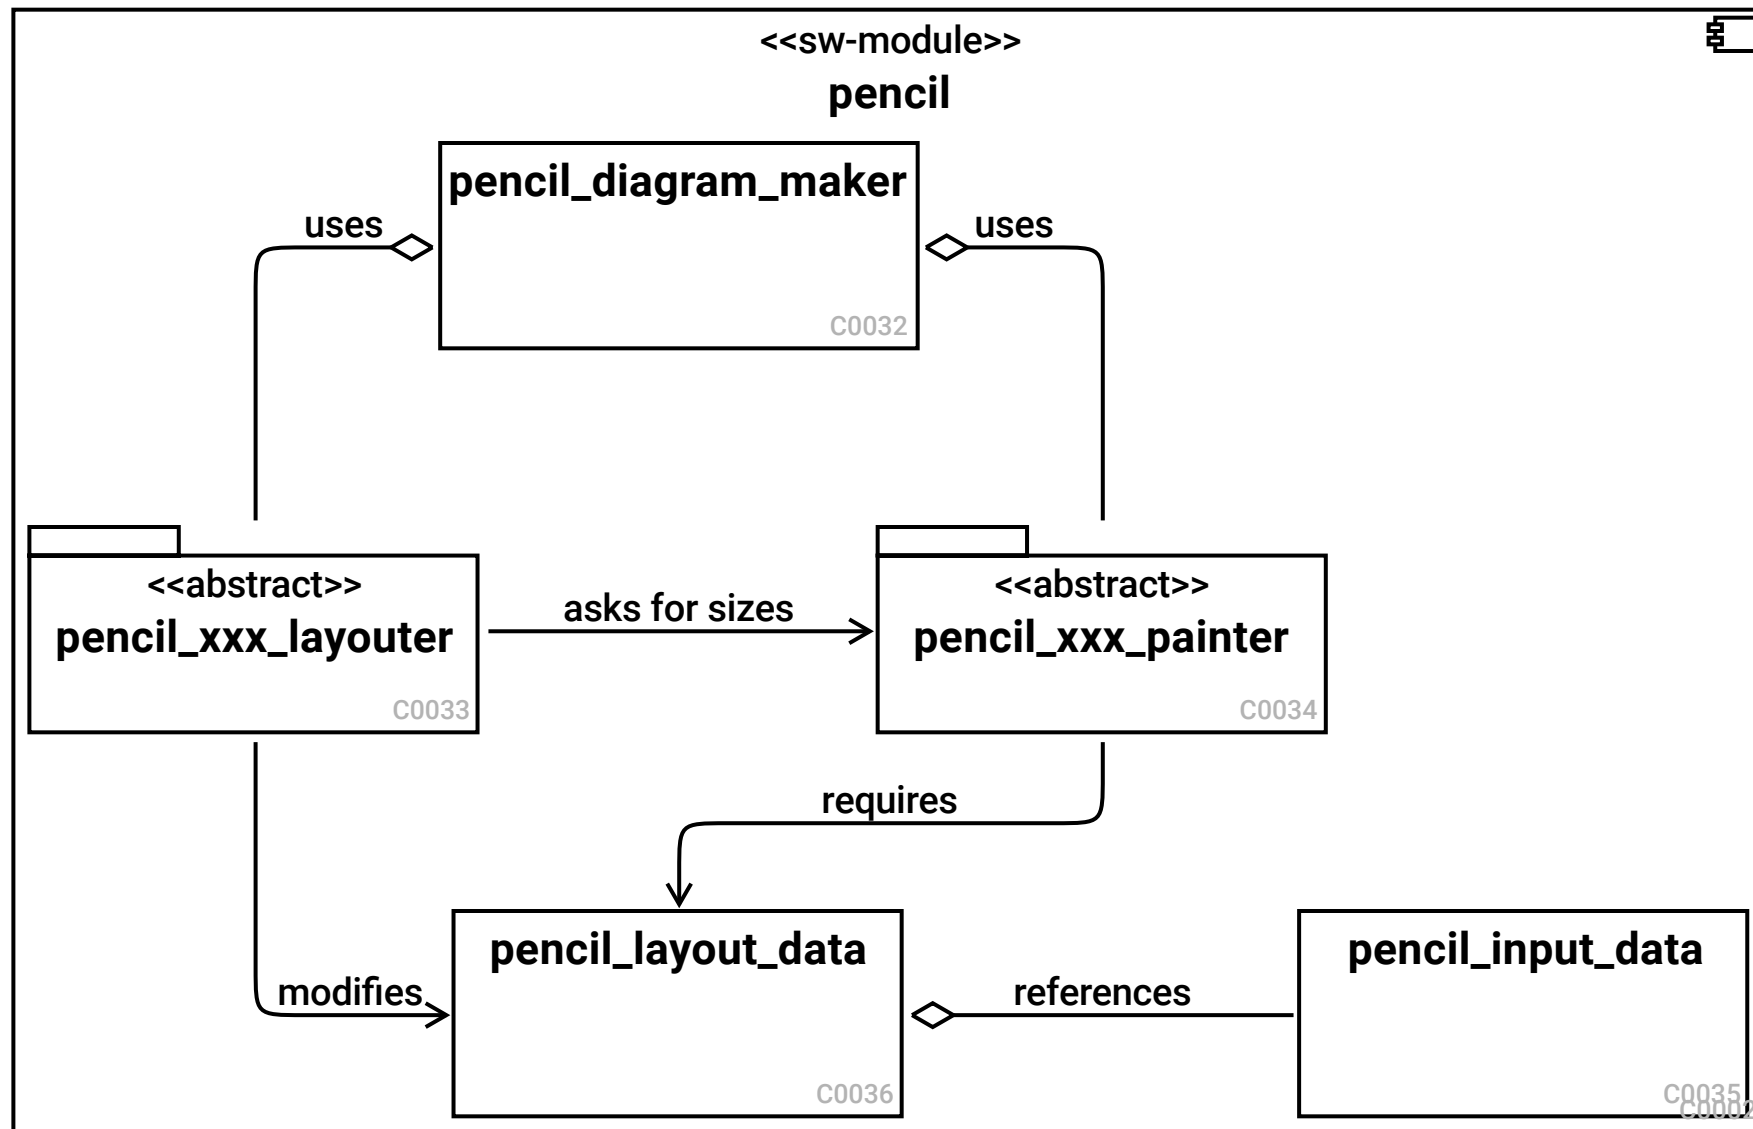 <<sw-module>>
pencil
pencil_diagram_maker
uses
uses
C0032
<<abstract>>
pencil_xxx_layouter
C0033
asks for sizes
<<abstract>>
pencil_xxx_painter
C0034
requires
modifies
pencil_layout_data
C0036
references
pencil_input_data
C0035
C0002